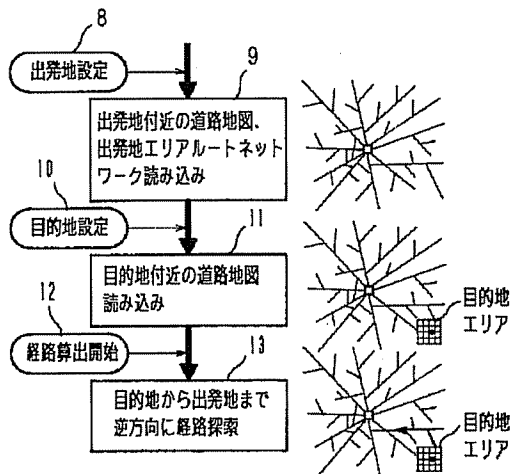 8
出発地設定
9
出発地付近の道路地図、
出発地エリアルートネット
ワーク読み込み
10
目的地設定
11
目的地付近の道路地図
読み込み
目的地
エリア
12
経路算出開始
13
目的地から出発地まで
逆方向に経路探索
目的地
エリア